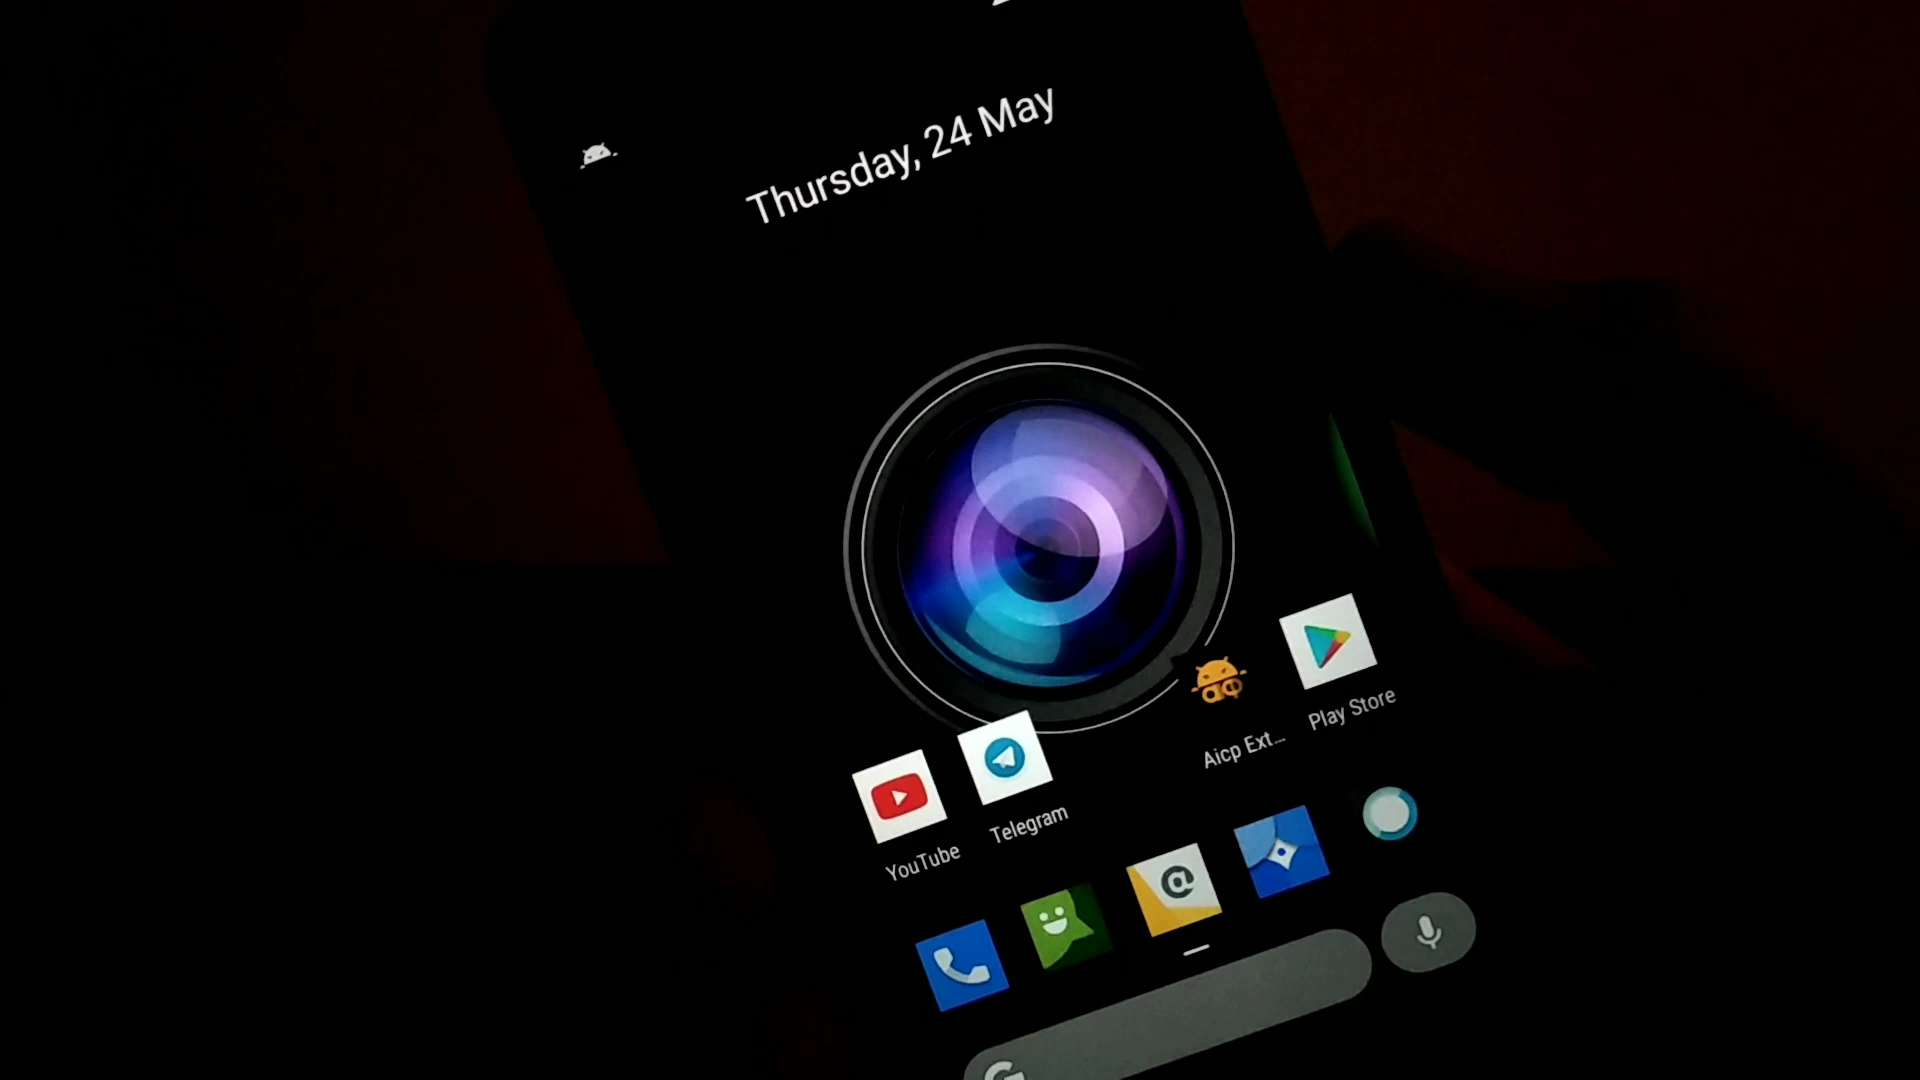 Thursday, 24 May
Play Store
Aicp Ext...
Telegram
YouTube
@
G